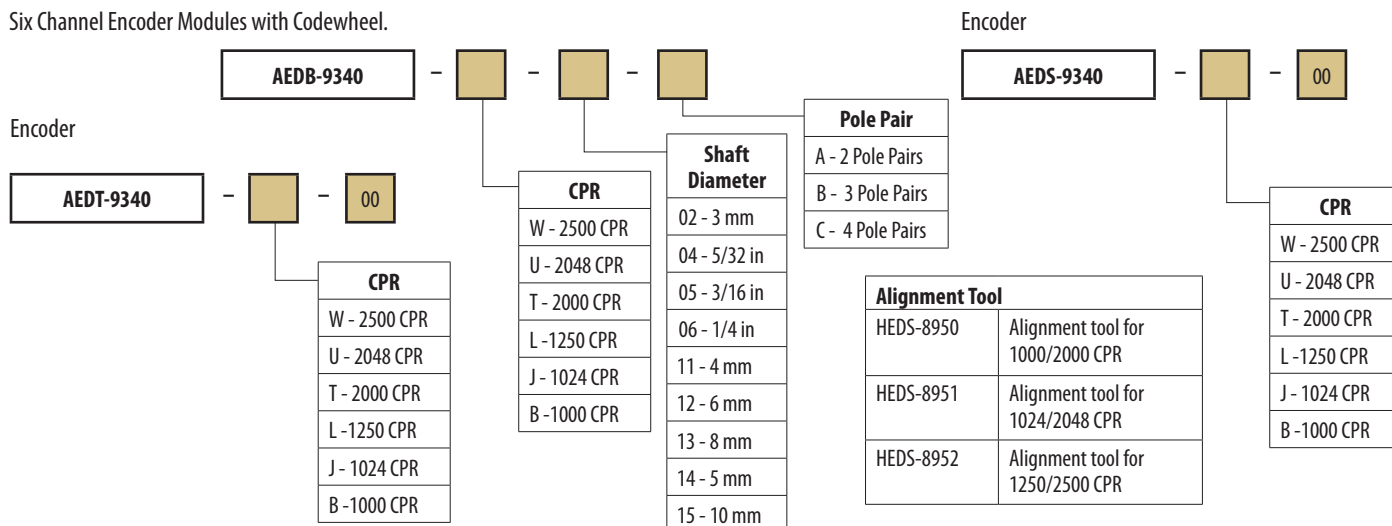 Six Channel Encoder Modules with Codewheel.
AEDB-9340 – – –
Pole Pair
A - 2 Pole Pairs
B - 3 Pole Pairs
C - 4 Pole Pairs
Shaft
Diameter
02 - 3 mm
04 - 5/32 in
05 - 3/16 in
06 - 1/4 in
11 - 4 mm
12 - 6 mm
13 - 8 mm
14 - 5 mm
15 - 10 mm
CPR
W - 2500 CPR
U - 2048 CPR
T - 2000 CPR
L -1250 CPR
J - 1024 CPR
B -1000 CPR
Encoder
AEDT-9340 – – 00
CPR
W - 2500 CPR
U - 2048 CPR
T - 2000 CPR
L -1250 CPR
J - 1024 CPR
B -1000 CPR
Encoder
AEDS-9340 – – 00
CPR
W - 2500 CPR
U - 2048 CPR
T - 2000 CPR
L -1250 CPR
J - 1024 CPR
B -1000 CPR
Alignment Tool
HEDS-8950 Alignment tool for
1000/2000 CPR
HEDS-8951 Alignment tool for
1024/2048 CPR
HEDS-8952 Alignment tool for
1250/2500 CPR